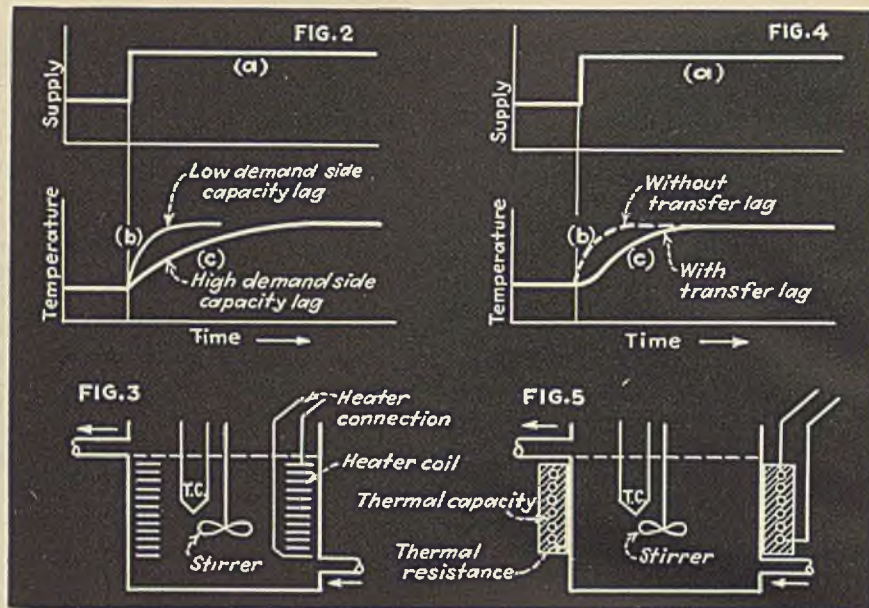 FIG.2
Supply
(a)
Low demand side
capacity lag
Temperature
(b)
(c)
High demand side
capacity lag
Time
FIG.4
Supply
(a)
Without
transfer lag
Temperature
(b)
(c)
With
transfer lag
Time
FIG.3
Heater
connection
Heater coil
T.C.
Stirrer
FIG.5
Thermal capacity
T.C.
Thermal
resistance
Stirrer